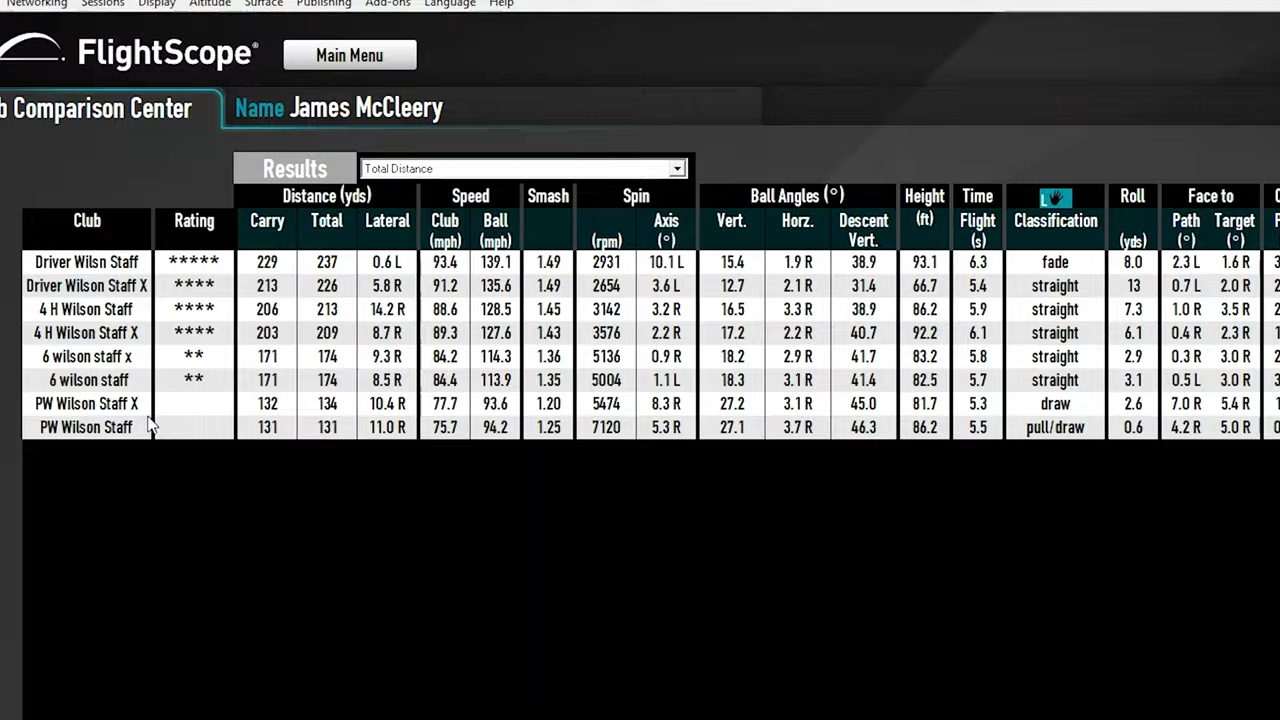 Networking Sessions Display Altitude Surface Publishing Add-ons Language Help
FlightScope®
Main Menu
b Comparison Center Name James McCleery
Results Total Distance
Distance (yds) Speed Smash Spin Ball Angles (°) Height Time L Roll Face to
Club Rating Carry Total Lateral Club Ball Vert. Horz. Descent (ft) Flight Classification Path Target
(mph) (mph) (rpm) Axis (°) Vert. (s) (yds) (°) (°)
Driver Wilsn Staff ***** 229 237 0.6 L 93.4 139.1 1.49 2931 10.1 L 15.4 1.9 R 38.9 93.1 6.3 fade 8.0 2.3 L 1.6 R 3
Driver Wilson Staff X **** 213 226 5.8 R 91.2 135.6 1.49 2654 3.6 L 12.7 2.1 R 31.4 66.7 5.4 straight 13 0.7 L 2.0 R 2
4 H Wilson Staff **** 206 213 14.2 R 88.6 128.5 1.45 3142 3.2 R 16.5 3.3 R 38.9 86.2 5.9 straight 7.3 1.0 R 3.5 R 2
4 H Wilson Staff X **** 203 209 8.7 R 89.3 127.6 1.43 3576 2.2 R 17.2 2.2 R 40.7 92.2 6.1 straight 6.1 0.4 R 2.3 R 2
6 wilson staff x ** 171 174 9.3 R 84.2 114.3 1.36 5136 0.9 R 18.2 2.9 R 41.7 83.2 5.8 straight 2.9 0.3 R 3.0 R 2
6 wilson staff ** 171 174 8.5 R 84.4 113.9 1.35 5004 1.1 L 18.3 3.1 R 41.4 82.5 5.7 straight 3.1 0.5 L 3.0 R 3
PW Wilson Staff X 132 134 10.4 R 77.7 93.6 1.20 5474 8.3 R 27.2 3.1 R 45.0 81.7 5.3 draw 2.6 7.0 R 5.4 R
PW Wilson Staff 131 131 11.0 R 75.7 94.2 1.25 7120 5.3 R 27.1 3.7 R 46.3 86.2 5.5 pull/draw 0.6 4.2 R 5.0 R 0